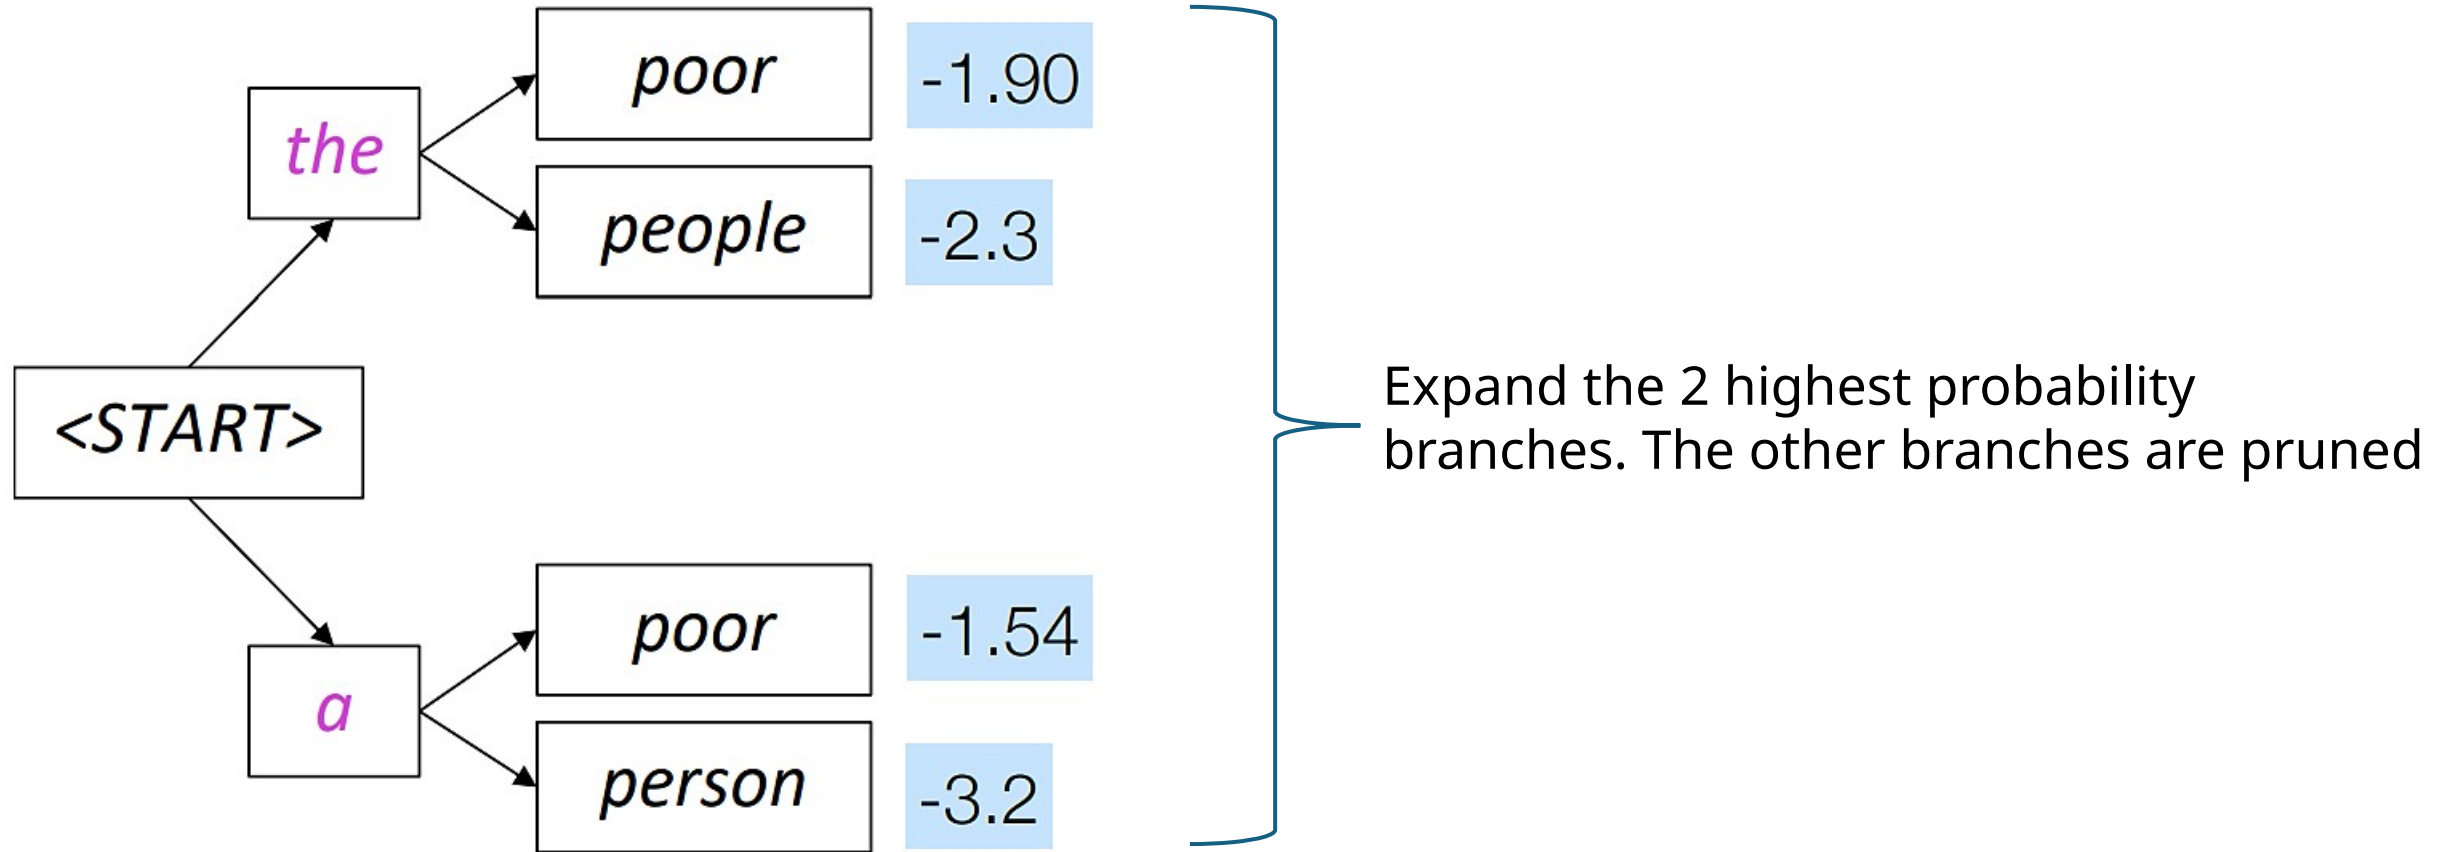 poor
-1.90
the
people
-2.3
<START>
Expand the 2 highest probability
branches. The other branches are pruned
poor
-1.54
a
person
-3.2